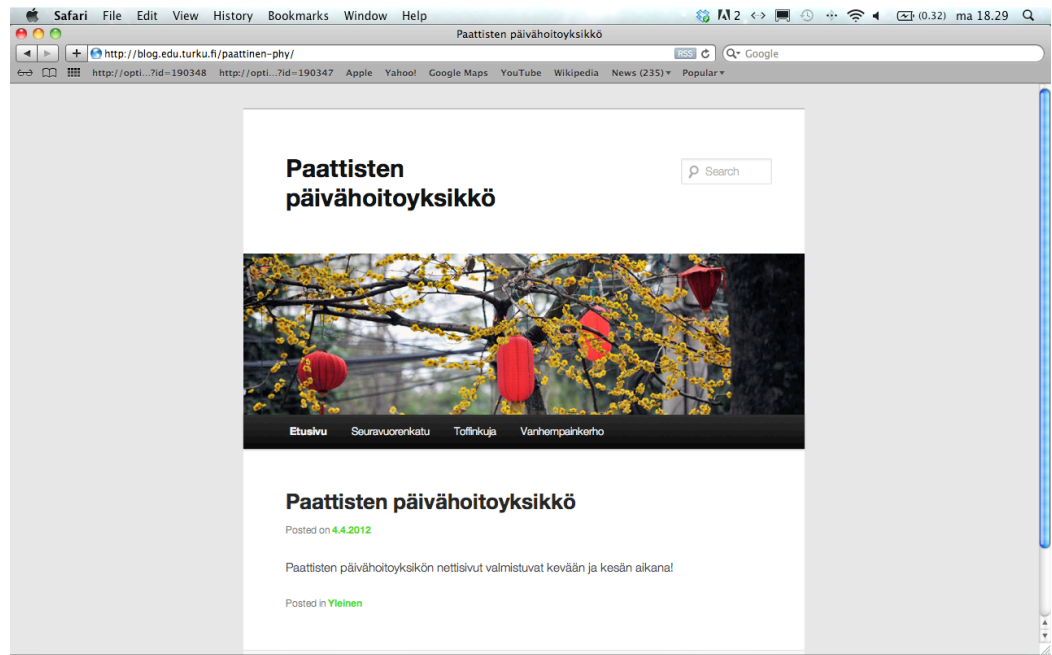 Safari File Edit View History Bookmarks Window Help 2 (0.32) ma 18.29
Paattisten päivähoitoyksikkö
http://blog.edu.turku.fi/paattinen-phy/ RSS Google
http://opti...?id=190348 http://opti...?id=190347 Apple Yahoo! Google Maps YouTube Wikipedia News (235) Popular
Paattisten
päivähoitoyksikkö
Search
Etusivu Seuravuorenkatu Toffinkuja Vanhempainkerho
Paattisten päivähoitoyksikkö
Posted on 4.4.2012
Paattisten päivähoitoyksikön nettisivut valmistuvat kevään ja kesän aikana!
Posted in Yleinen